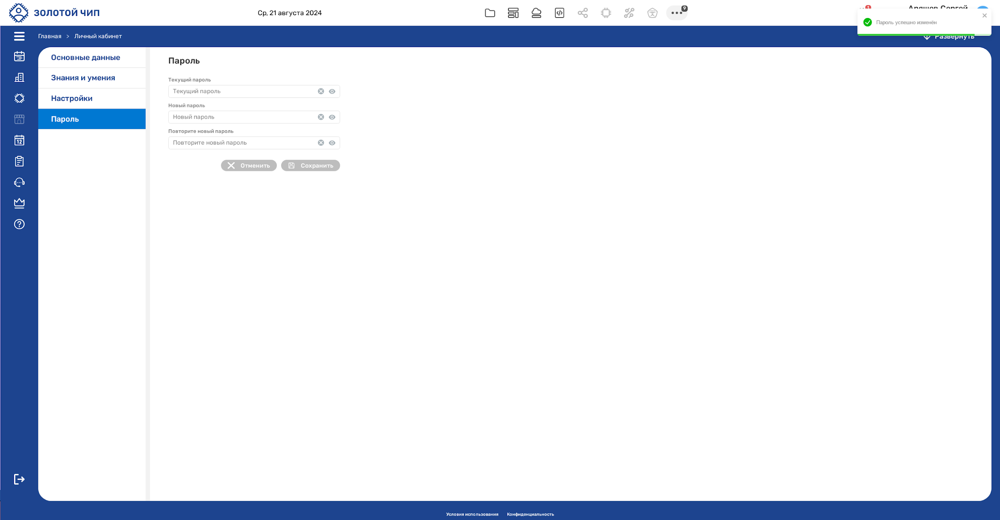 ЗОЛОТОЙ ЧИП
Ср, 21 августа 2024
9
1
Сергей
Пароль успешно изменён
Главная > Личный кабинет
Развернуть
Основные данные
Знания и умения
Настройки
Пароль
12
Пароль
Текущий пароль
Текущий пароль
Новый пароль
Новый пароль
Повторите новый пароль
Повторите новый пароль
Отменить
Сохранить
Условия использования
Конфиденциальность